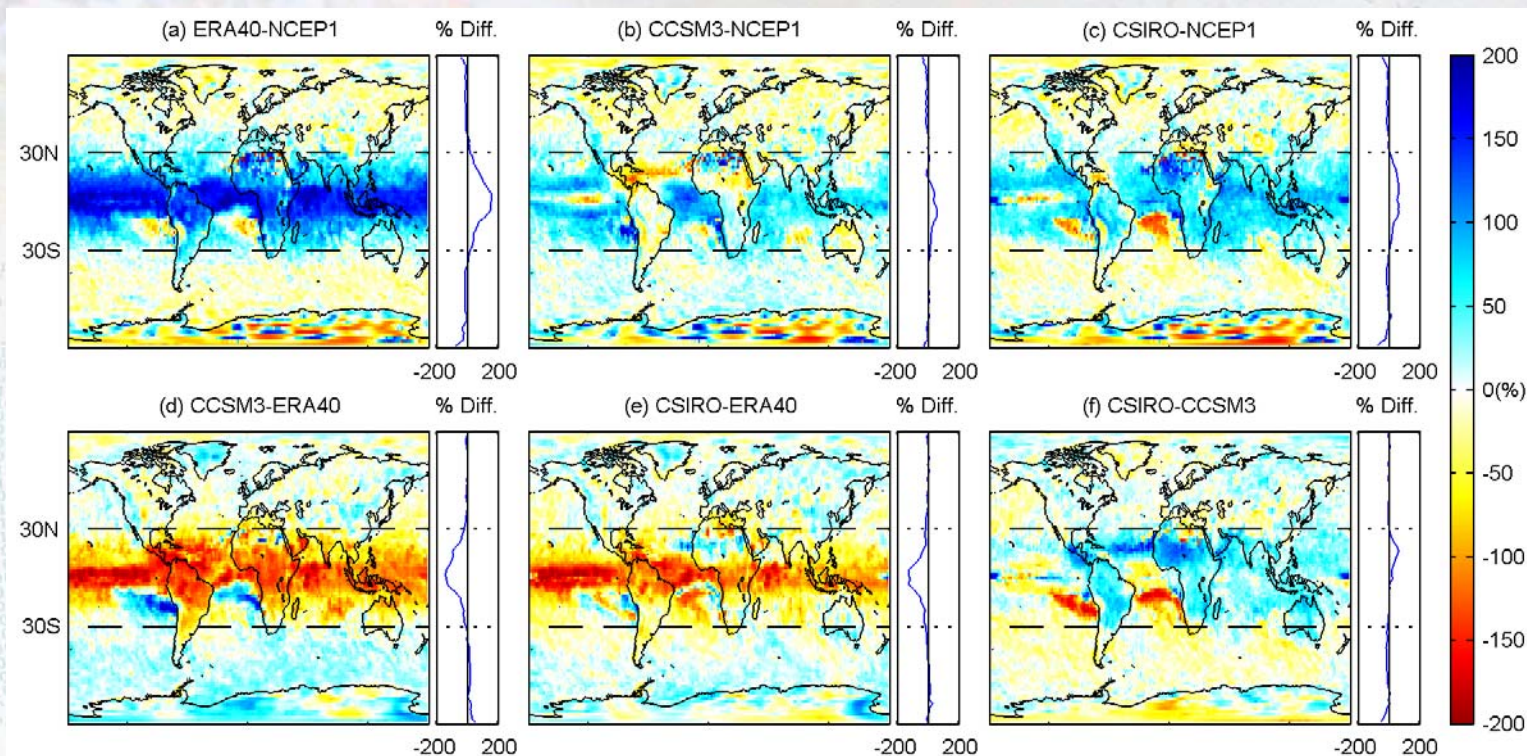 (a) ERA40-NCEP1 % Diff. (b) CCSM3-NCEP1 % Diff. (c) CSIRO-NCEP1 % Diff.
200
150
30N
100
30S
50
-200 200 -200 200 -200 200
0(%)
(d) CCSM3-ERA40 % Diff. (e) CSIRO-ERA40 % Diff. (f) CSIRO-CCSM3 % Diff.
-50
30N
-100
30S
-150
-200
-200 200 -200 200 -200 200